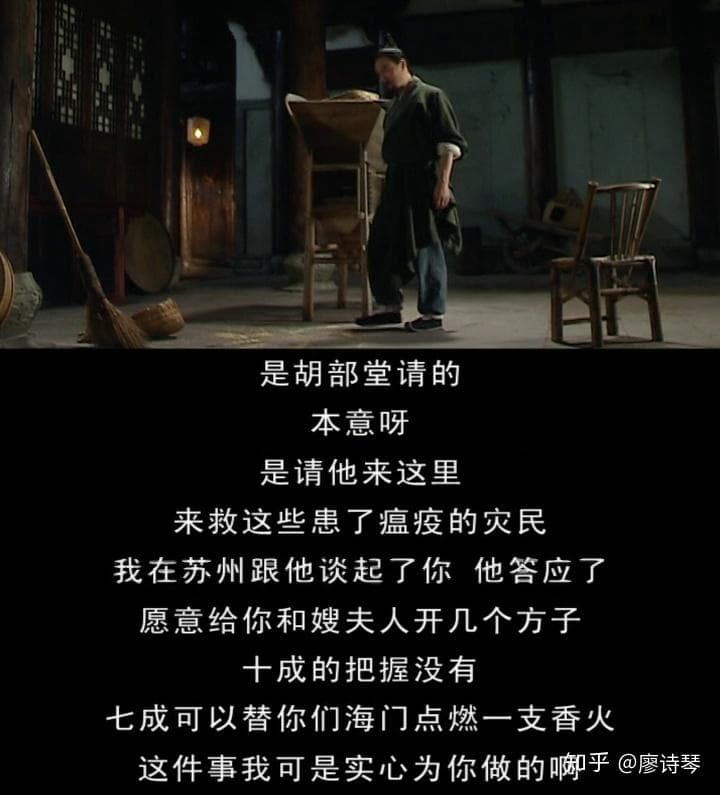 是胡部堂请的
本意呀
是请他来这里
来救这些患了瘟疫的灾民
我在苏州跟他谈起了你 他答应了
愿意给你和嫂夫人开几个方子
十成的把握没有
七成可以替你们海门点燃一支香火
这件事我可是实心为你做的啊
知乎 @廖诗琴